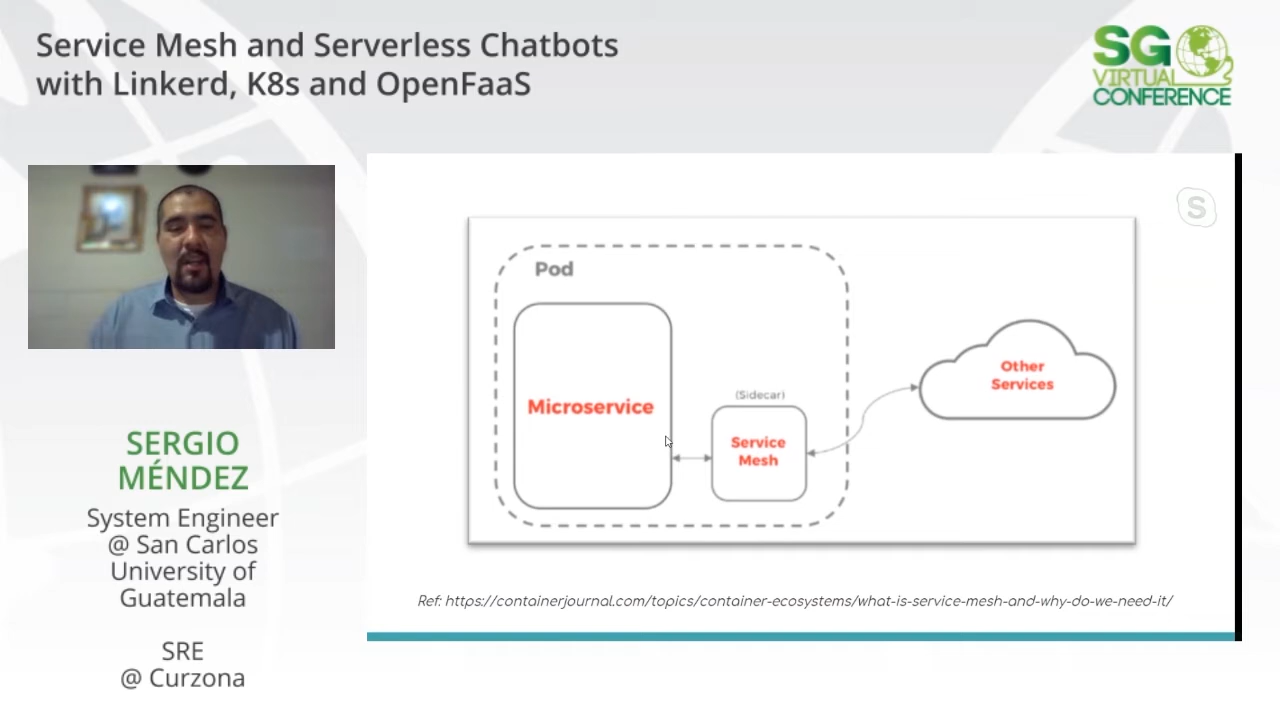 Service Mesh and Serverless Chatbots
with Linkerd, K8s and OpenFaaS
SG
VIRTUAL
CONFERENCE
S
Pod
Microservice
(Sidecar)
Service
Mesh
Other
Services
Ref: https://containerjournal.com/topics/container-ecosystems/what-is-service-mesh-and-why-do-we-need-it/
SERGIO
MÉNDEZ
System Engineer
@ San Carlos
University of
Guatemala
SRE
@ Curzona